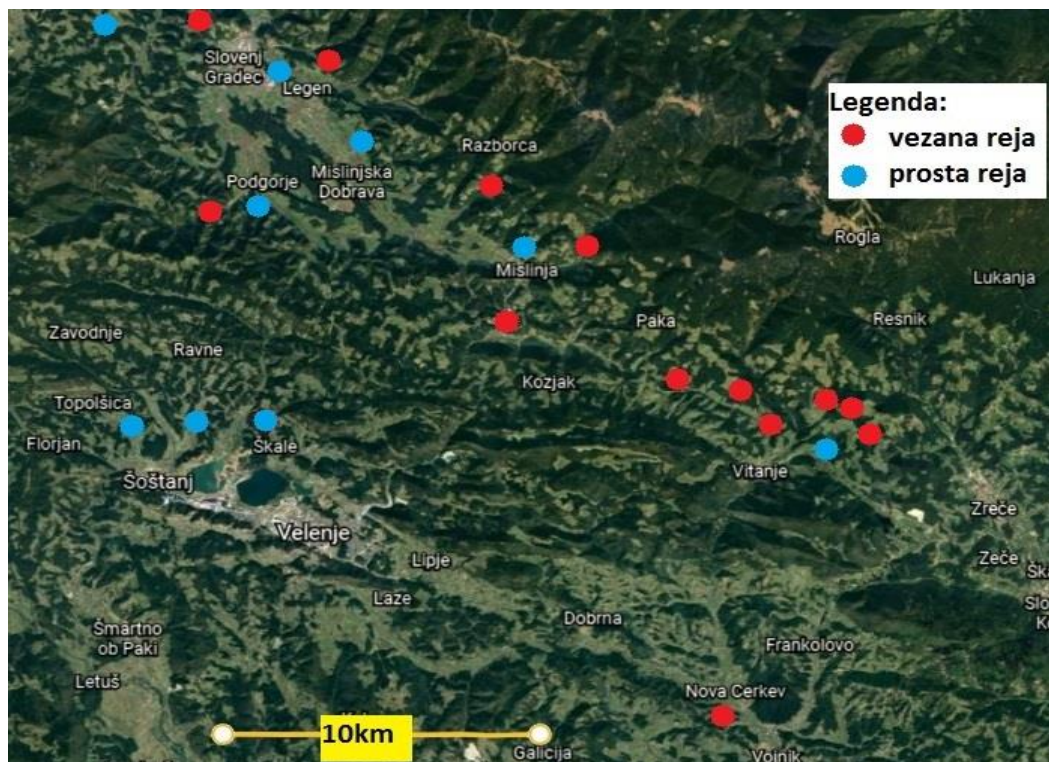 Slovenj
Gradec
Legen
Legenda:
vezana reja
prosta reja
Razborca
Mislinjska
Dobrava
Podgorje
Rogla
Mislinja
Lukanja
Zavodnje
Ravne
Paka
Resnik
Kozjak
Topolšica
Florjan
Škale
Šoštanj
Vitanje
Velenje
Zreče
Lipje
Zeče
Laze
Dobrna
Šmartno
ob Paki
Frankolovo
Letuš
Nova Cerkev
10km
Galicija
Vojnik